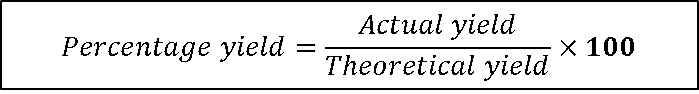 Percentage yield = Actual yield / Theoretical yield × 100